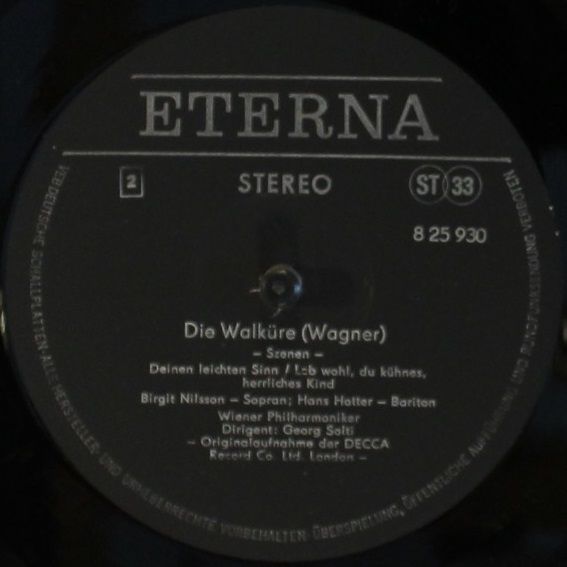 ETERNA
2
STEREO
ST 33
8 25 930
Die Walküre (Wagner)
– Szenen –
Deinen leichten Sinn / Leb wohl, du kühnes,
herrliches Kind
Birgit Nilsson – Sopran; Hans Hotter – Bariton
Wiener Philharmoniker
Dirigent: Georg Solti
– Originalaufnahme der DECCA
Record Co. Ltd. London –
VEB DEUTSCHE SCHALLPLATTEN · ALLE HERSTELLER- UND URHEBERRECHTE VORBEHALTEN · ÜBERSPIELUNG, ÖFFENTLICHE AUFFÜHRUNG UND RUNDFUNKSENDUNG VERBOTEN